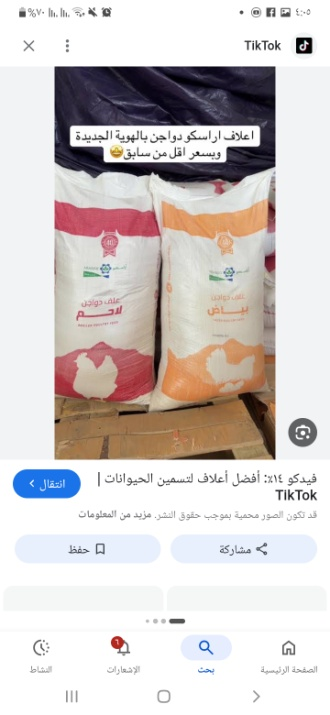 %٧٠ ٤:٠٥
TikTok
اعلاف اراسكو دواجن بالهوية الجديدة
وبسعر اقل من سابق🤩
علف دواجن
لاحم
علف دواجن
بياض
فيدكو ١٤٪: أفضل أعلاف لتسمين الحيوانات |
TikTok
انتقال
قد تكون الصور محمية بموجب حقوق النشر. مزيد من المعلومات
مشاركة
حفظ
الصفحة الرئيسية
بحث
1
الإشعارات
النشاط